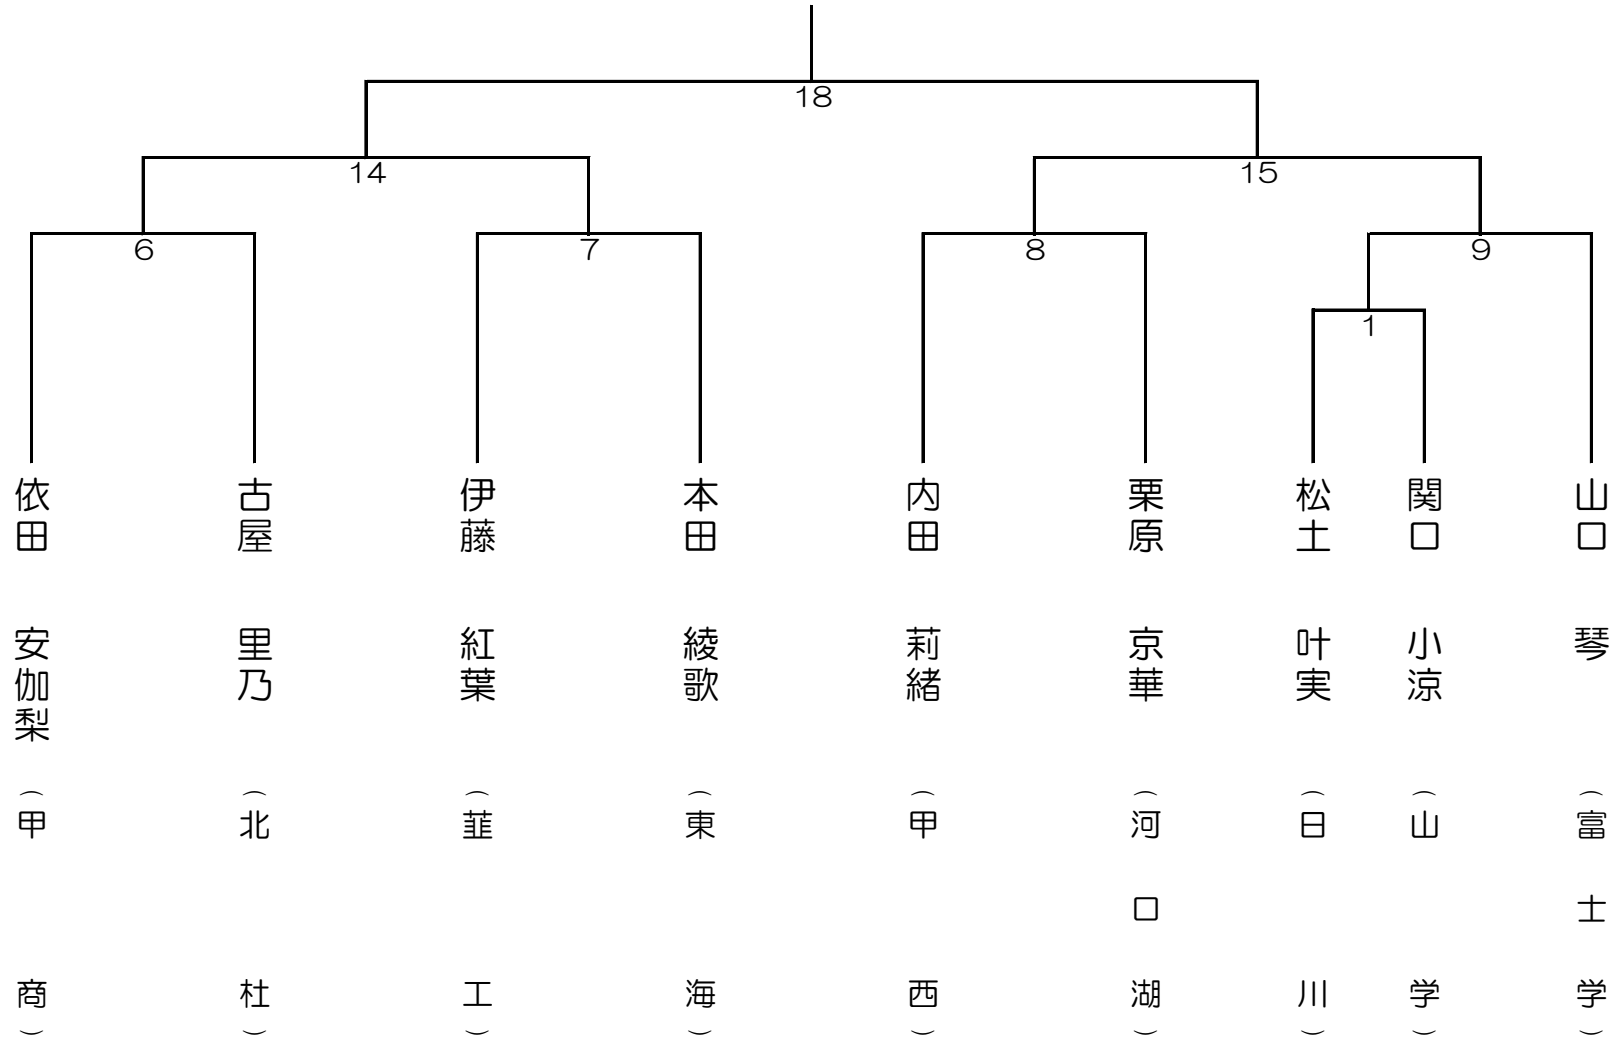 18
14
15
6
7
8
9
1
依田 安伽梨 （甲商）
古屋 里乃 （北杜）
伊藤 紅葉 （韮工）
本田 綾歌 （東海）
内田 莉緒 （甲西）
栗原 京華 （河口湖）
松土 叶実 （日川）
関口 小涼 （山学）
山口 琴 （富士学）